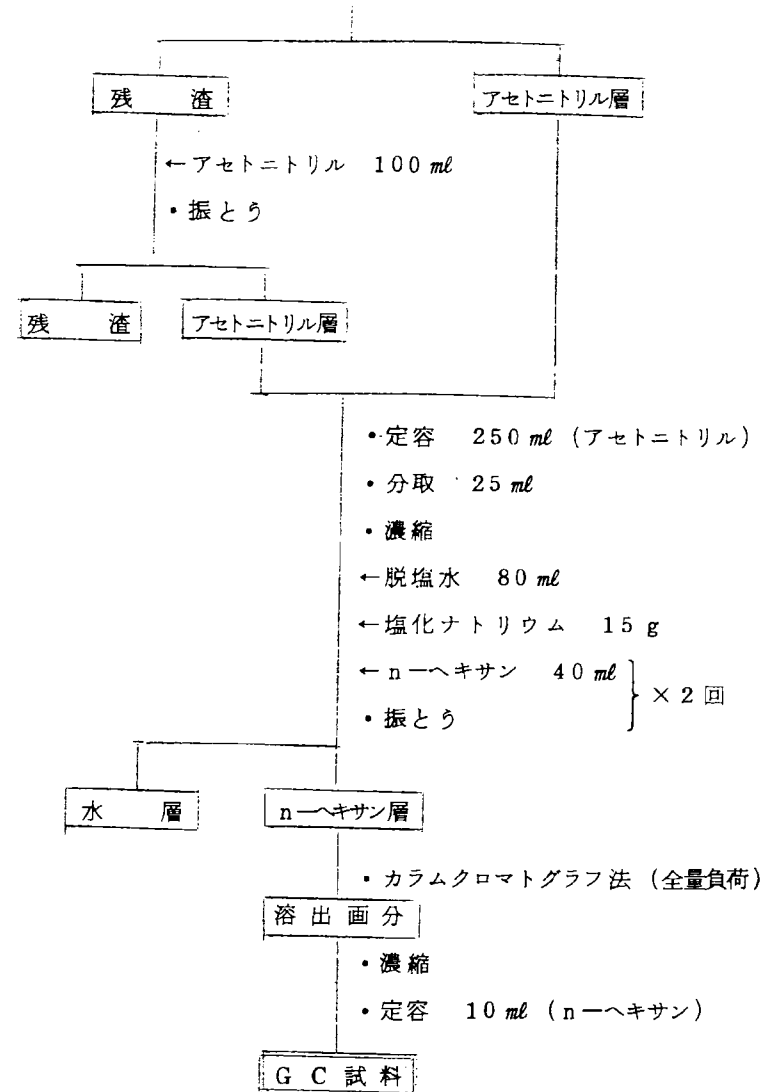 残渣
アセトニトリル層
←アセトニトリル 100 ml
・振とう
残渣
アセトニトリル層
・定容 250 ml (アセトニトリル)
・分取 25 ml
・濃縮
←脱塩水 80 ml
←塩化ナトリウム 15 g
←n-ヘキサン 40 ml
・振とう
×2回
水層
n-ヘキサン層
・カラムクロマトグラフ法 (全量負荷)
溶出画分
・濃縮
・定容 10 ml (n-ヘキサン)
GC試料